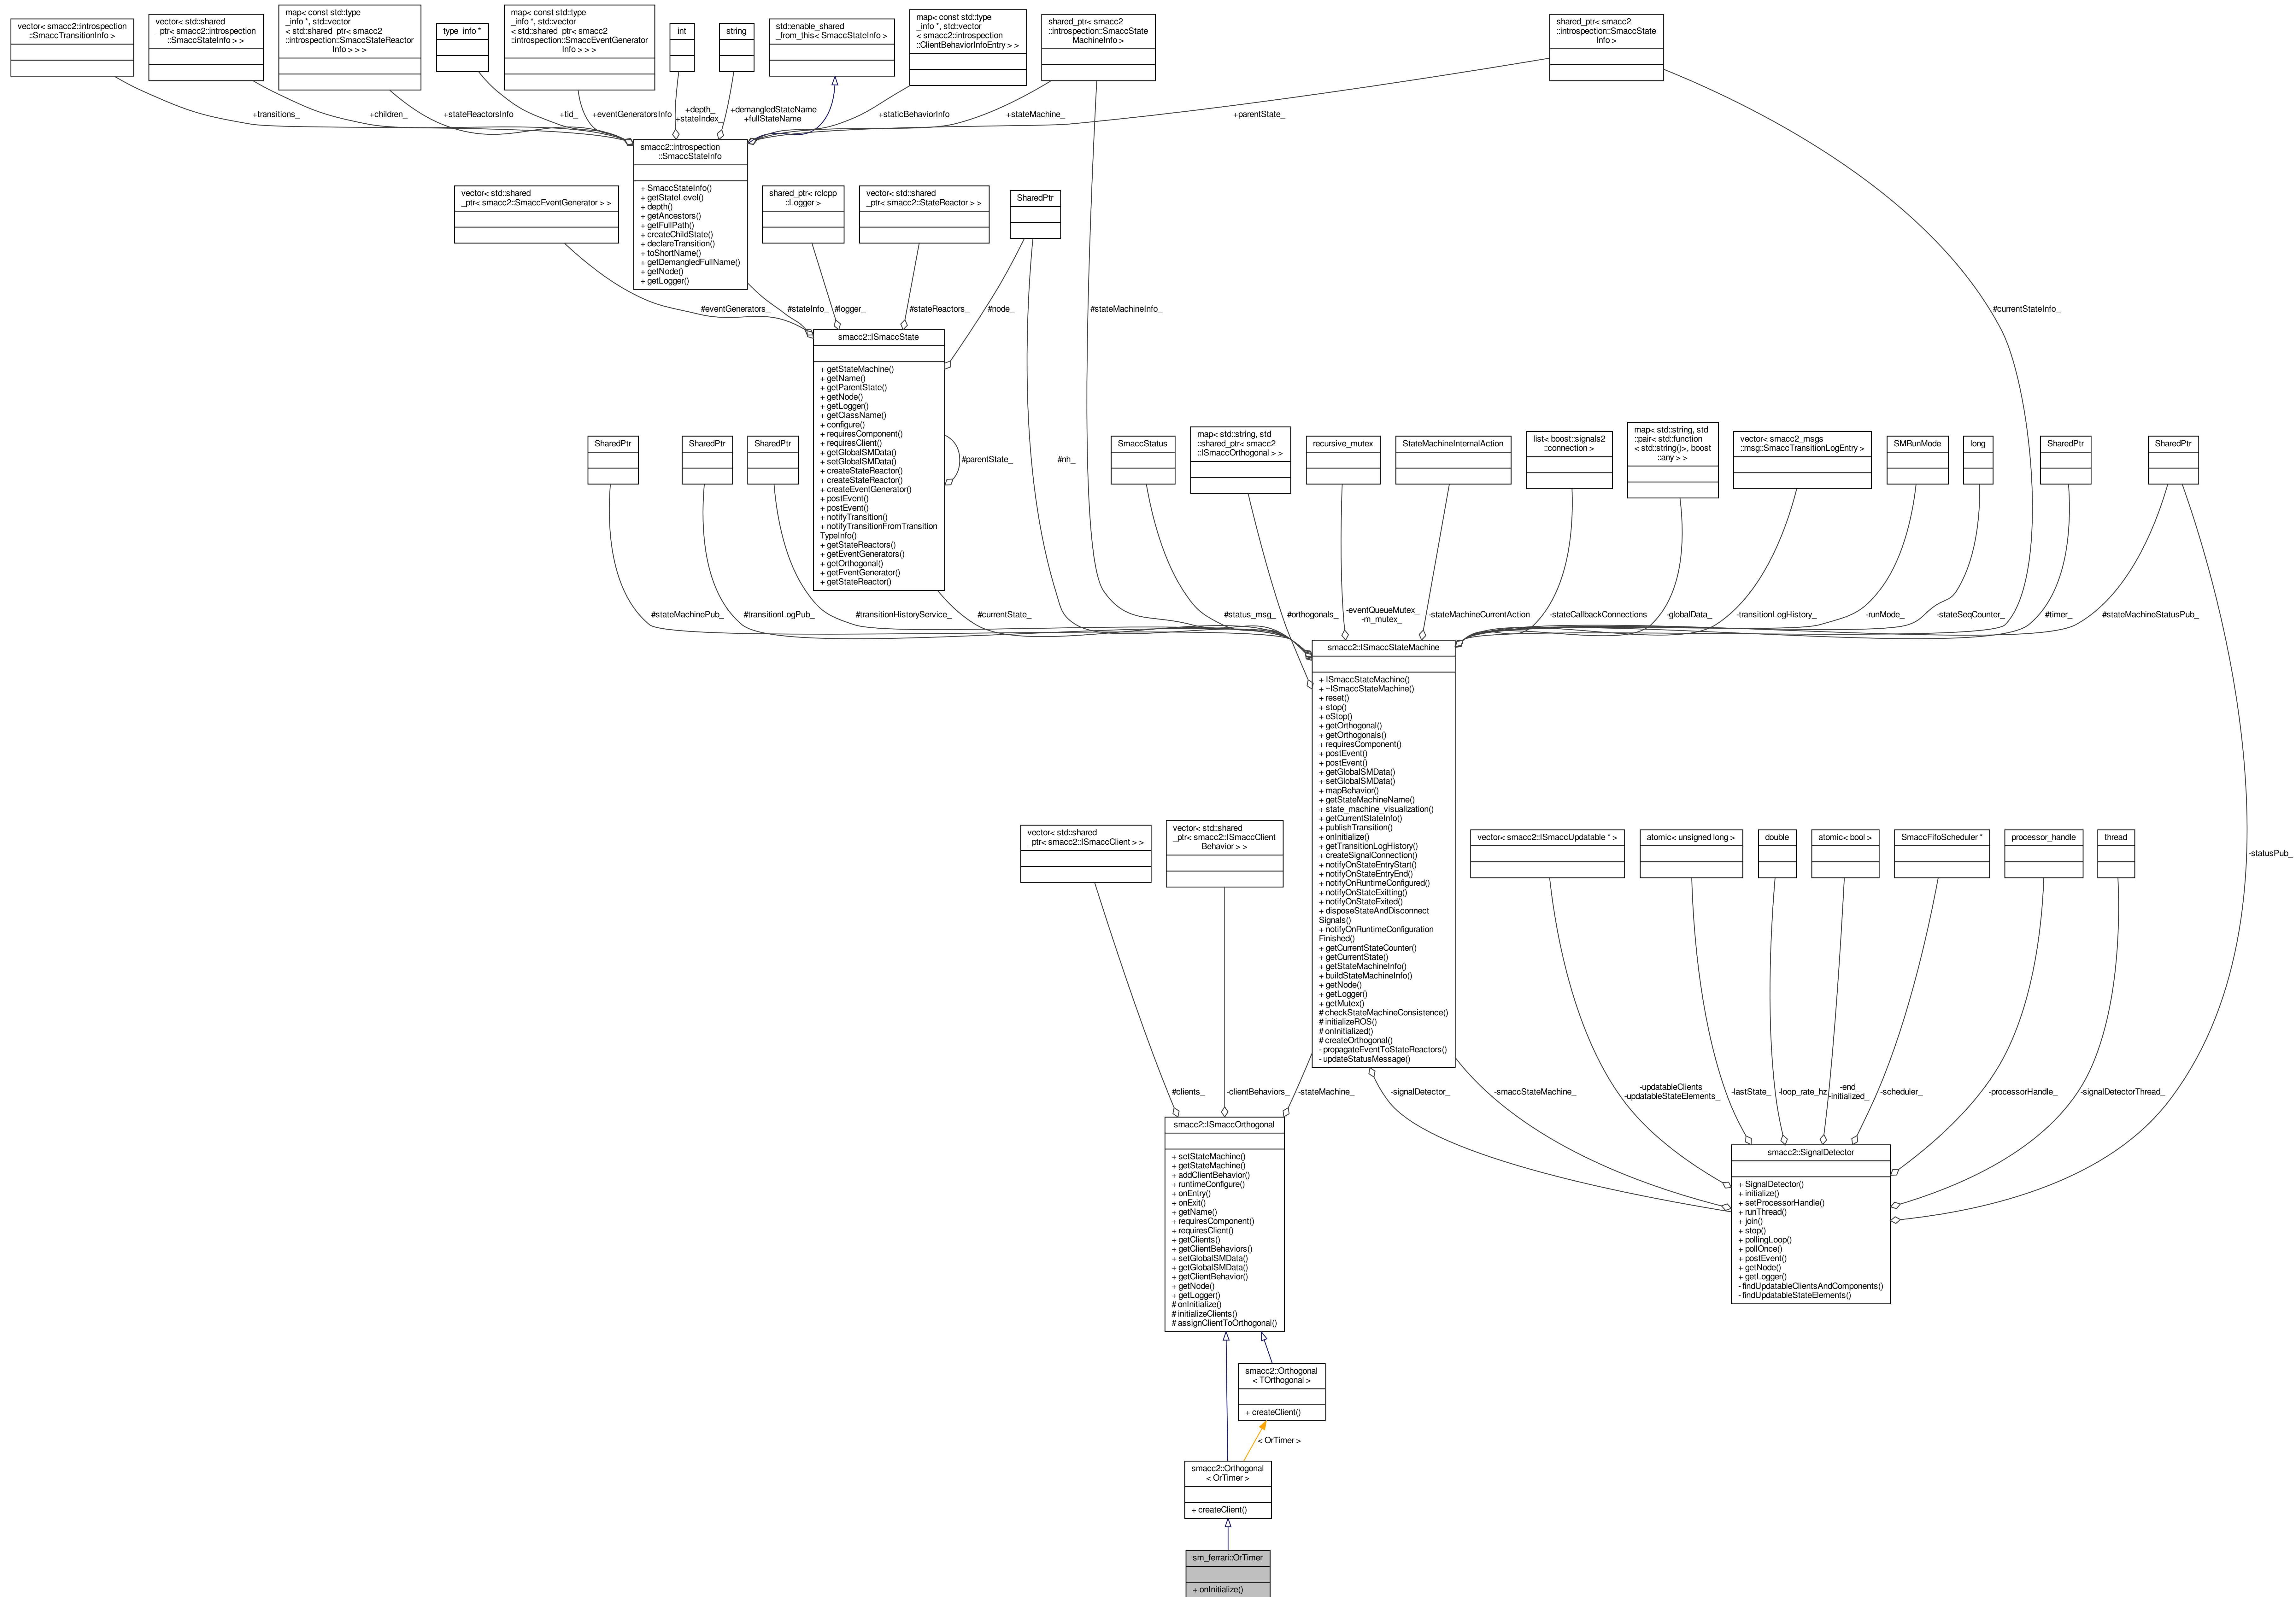 vector< smacc2::introspection
::SmaccTransitionInfo >
vector< std::shared
_ptr< smacc2::introspection
::SmaccStateInfo > >
map< const std::type
_info *, std::vector
< std::shared_ptr< smacc2
::introspection::SmaccStateReactor
Info > > >
type_info *
map< const std::type
_info *, std::vector
< std::shared_ptr< smacc2
::introspection::SmaccEventGenerator
Info > > >
int
string
std::enable_shared
_from_this< SmaccStateInfo >
map< const std::type
_info *, std::vector
< smacc2::introspection
::ClientBehaviorInfoEntry > >
shared_ptr< smacc2
::introspection::SmaccState
MachineInfo >
shared_ptr< smacc2
::introspection::SmaccState
Info >
+transitions_
+children_
+stateReactorsInfo
+tid_
+eventGeneratorsInfo
+depth_
+stateIndex_
+demangledStateName
+fullStateName
+staticBehaviorInfo
+stateMachine_
+parentState_
smacc2::introspection
::SmaccStateInfo
+ SmaccStateInfo()
+ getStateLevel()
+ depth()
+ getAncestors()
+ getFullPath()
+ createChildState()
+ declareTransition()
+ toShortName()
+ getDemangledFullName()
+ getNode()
+ getLogger()
vector< std::shared
_ptr< smacc2::SmaccEventGenerator > >
shared_ptr< rclcpp
::Logger >
vector< std::shared
_ptr< smacc2::StateReactor > >
SharedPtr
#eventGenerators_
#stateInfo_
#logger_
#stateReactors_
#node_
#stateMachineInfo_
#currentStateInfo_
smacc2::ISmaccState
+ getStateMachine()
+ getName()
+ getParentState()
+ getNode()
+ getLogger()
+ getClassName()
+ configure()
+ requiresComponent()
+ requiresClient()
+ getGlobalSMData()
+ setGlobalSMData()
+ createStateReactor()
+ createStateReactor()
+ createEventGenerator()
+ postEvent()
+ postEvent()
+ notifyTransition()
+ notifyTransitionFromTransition
TypeInfo()
+ getStateReactors()
+ getEventGenerators()
+ getOrthogonal()
+ getEventGenerator()
+ getStateReactor()
#parentState_
#nh_
SharedPtr
SharedPtr
SharedPtr
SmaccStatus
map< std::string, std
::shared_ptr< smacc2
::ISmaccOrthogonal > >
recursive_mutex
StateMachineInternalAction
list< boost::signals2
::connection >
map< std::string, std
::pair< std::function
< std::string()>, boost
::any > >
vector< smacc2_msgs
::msg::SmaccTransitionLogEntry >
SMRunMode
long
SharedPtr
SharedPtr
#stateMachinePub_
#transitionLogPub_
#transitionHistoryService_
#currentState_
#status_msg_
#orthogonals_
-eventQueueMutex_
-m_mutex_
-stateMachineCurrentAction
-stateCallbackConnections
-globalData_
-transitionLogHistory_
-runMode_
-stateSeqCounter_
#timer_
#stateMachineStatusPub_
smacc2::ISmaccStateMachine
+ ISmaccStateMachine()
+ ~ISmaccStateMachine()
+ reset()
+ stop()
+ eStop()
+ getOrthogonal()
+ getOrthogonals()
+ requiresComponent()
+ postEvent()
+ postEvent()
+ getGlobalSMData()
+ setGlobalSMData()
+ mapBehavior()
+ getStateMachineName()
+ state_machine_visualization()
+ getCurrentStateInfo()
+ publishTransition()
+ onInitialize()
+ getTransitionLogHistory()
+ createSignalConnection()
+ notifyOnStateEntryStart()
+ notifyOnStateEntryEnd()
+ notifyOnRuntimeConfigured()
+ notifyOnStateExitting()
+ notifyOnStateExited()
+ disposeStateAndDisconnect
Signals()
+ notifyOnRuntimeConfiguration
Finished()
+ getCurrentStateCounter()
+ getCurrentState()
+ getStateMachineInfo()
+ buildStateMachineInfo()
+ getNode()
+ getLogger()
+ getMutex()
# checkStateMachineConsistence()
# initializeROS()
# onInitialized()
# createOrthogonal()
- propagateEventToStateReactors()
- updateStatusMessage()
vector< std::shared
_ptr< smacc2::ISmaccClient > >
vector< std::shared
_ptr< smacc2::ISmaccClient
Behavior > >
vector< smacc2::ISmaccUpdatable * >
atomic< unsigned long >
double
atomic< bool >
SmaccFifoScheduler *
processor_handle
thread
-statusPub_
#clients_
-clientBehaviors_
-stateMachine_
-signalDetector_
-smaccStateMachine_
-updatableClients_
-updatableStateElements_
-lastState_
-loop_rate_hz
-end_
-initialized_
-scheduler_
-processorHandle_
-signalDetectorThread_
smacc2::ISmaccOrthogonal
+ setStateMachine()
+ getStateMachine()
+ addClientBehavior()
+ runtimeConfigure()
+ onEntry()
+ onExit()
+ getName()
+ requiresComponent()
+ requiresClient()
+ getClients()
+ getClientBehaviors()
+ setGlobalSMData()
+ getGlobalSMData()
+ getClientBehavior()
+ getNode()
+ getLogger()
# onInitialize()
# initializeClients()
# assignClientToOrthogonal()
smacc2::SignalDetector
+ SignalDetector()
+ initialize()
+ setProcessorHandle()
+ runThread()
+ join()
+ stop()
+ pollingLoop()
+ pollOnce()
+ postEvent()
+ getNode()
+ getLogger()
- findUpdatableClientsAndComponents()
- findUpdatableStateElements()
smacc2::Orthogonal
< TOrthogonal >
+ createClient()
< OrTimer >
smacc2::Orthogonal
< OrTimer >
+ createClient()
sm_ferrari::OrTimer
+ onInitialize()